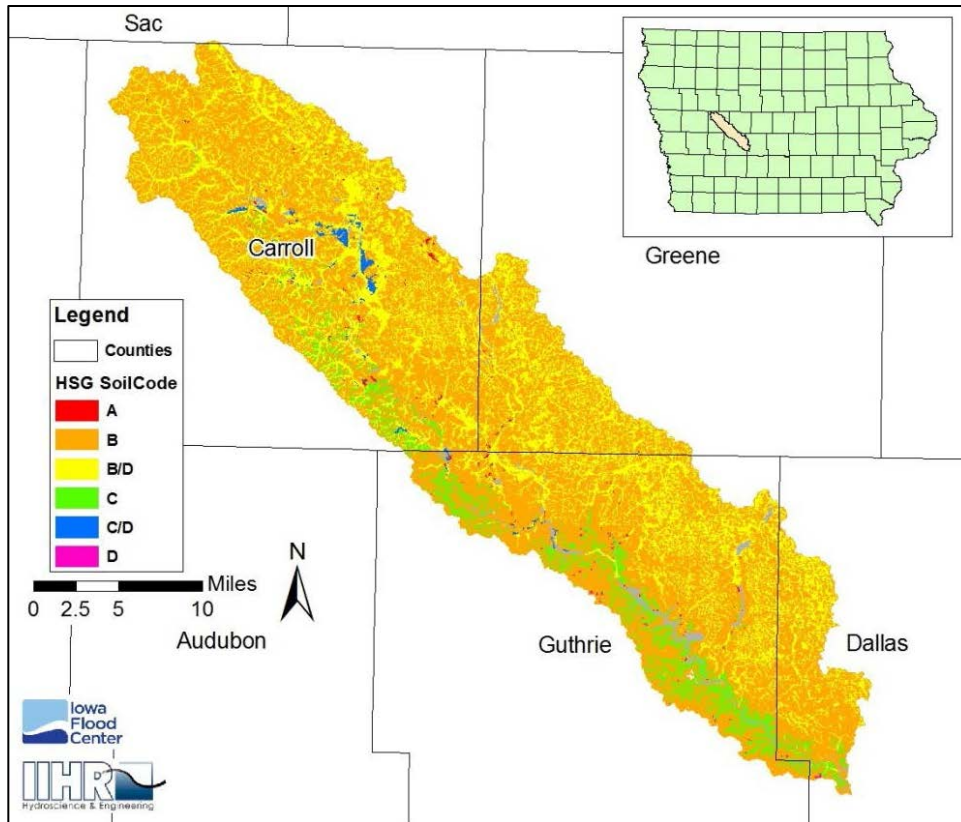 Sac
Carroll
Greene
Legend
Counties
HSG SoilCode
A
B
B/D
C
C/D
D
N
Miles
0 2.5 5 10
Audubon
Guthrie
Dallas
Iowa
Flood
Center
IIHR
Hydroscience & Engineering